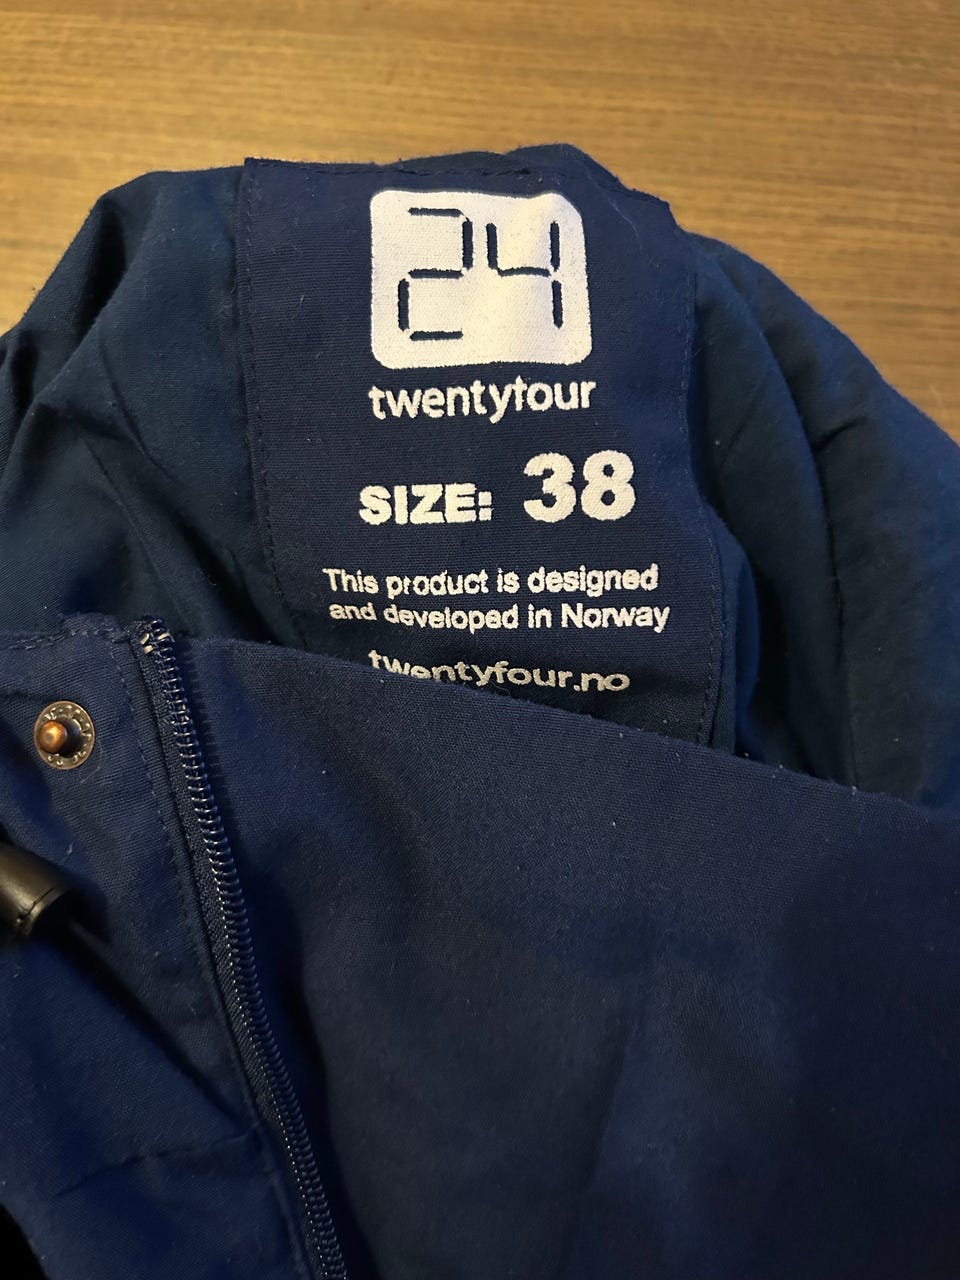 24
twentyfour
SIZE: 38
This product is designed
and developed in Norway
twentyfour.no